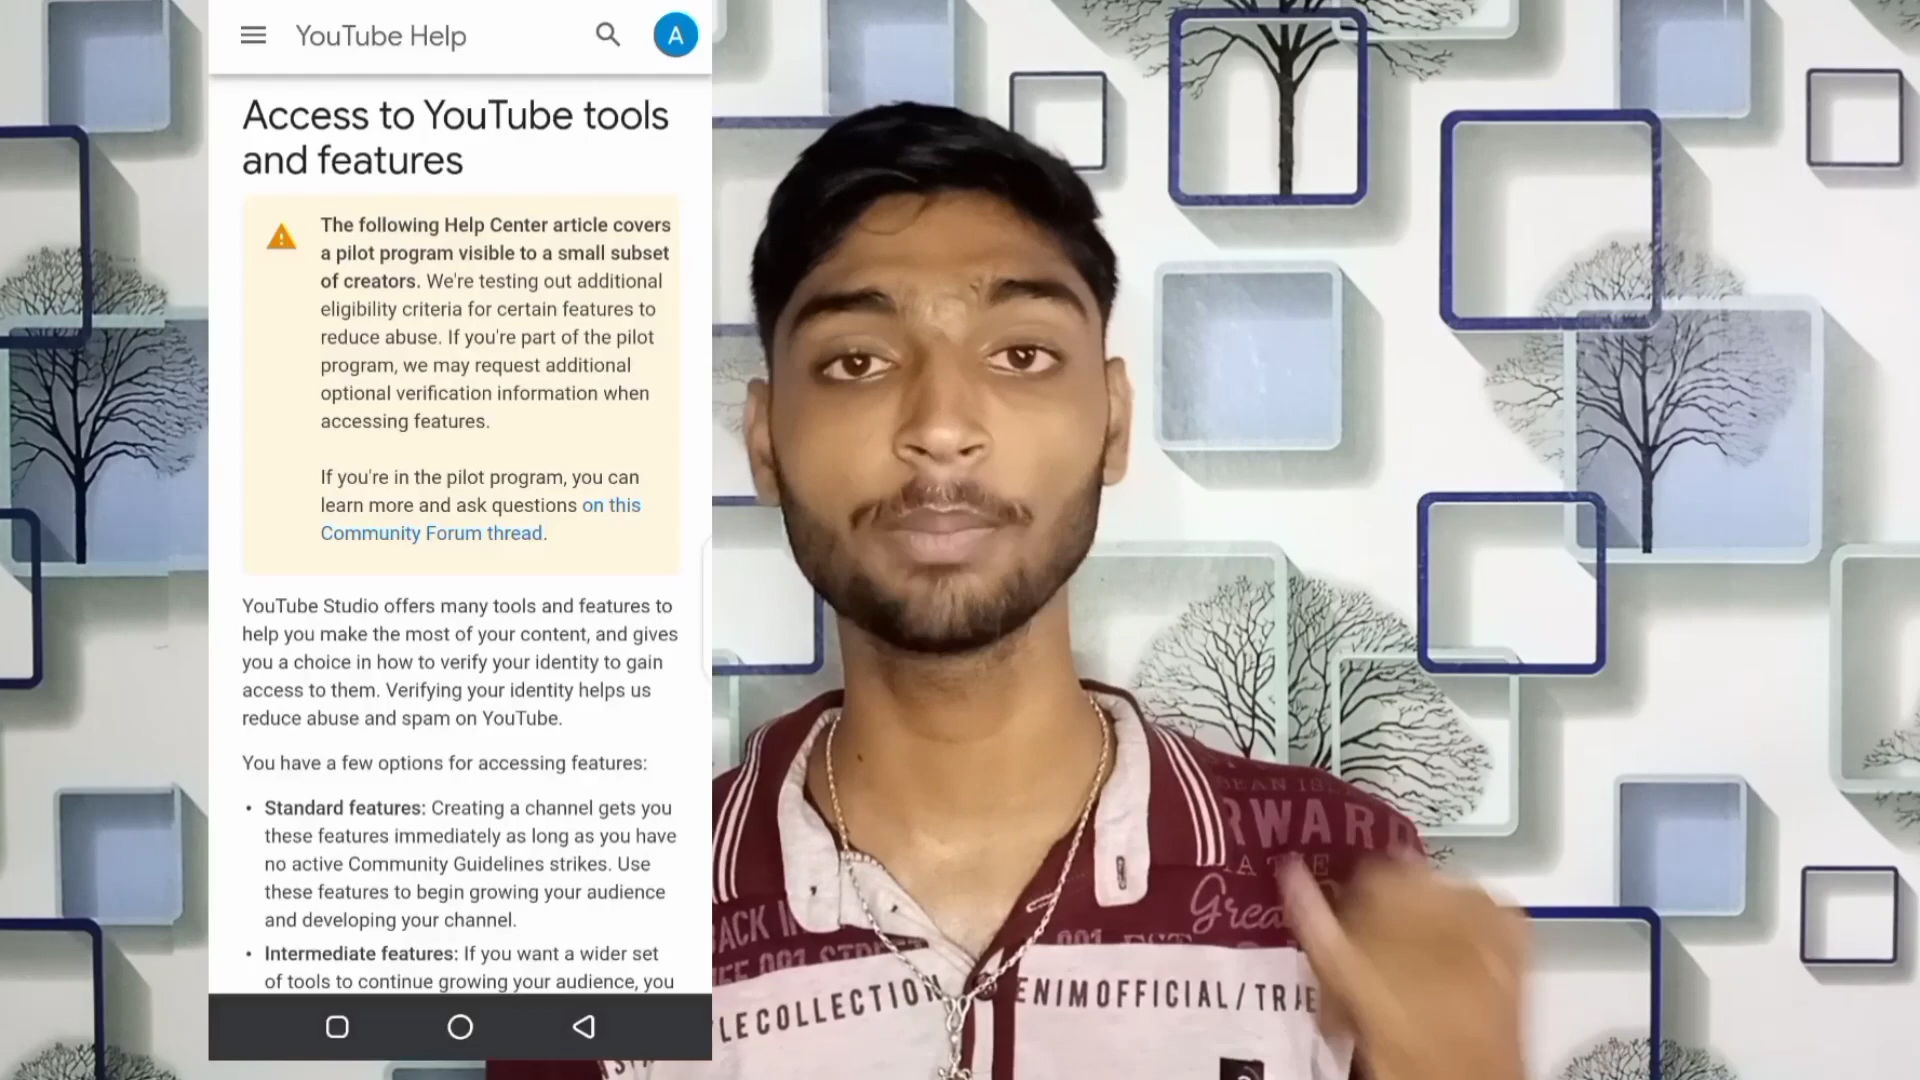 YouTube Help
A
Access to YouTube tools
and features
The following Help Center article covers
a pilot program visible to a small subset
of creators. We're testing out additional
eligibility criteria for certain features to
reduce abuse. If you're part of the pilot
program, we may request additional
optional verification information when
accessing features.
If you're in the pilot program, you can
learn more and ask questions on this
Community Forum thread.
YouTube Studio offers many tools and features to
help you make the most of your content, and gives
you a choice in how to verify your identity to gain
access to them. Verifying your identity helps us
reduce abuse and spam on YouTube.
You have a few options for accessing features:
• Standard features: Creating a channel gets you
these features immediately as long as you have
no active Community Guidelines strikes. Use
these features to begin growing your audience
and developing your channel.
• Intermediate features: If you want a wider set
of tools to continue growing your audience, you
RWARD
Grea
BACK IN
001 EST
LECOLLECTION
ENIMOFFICIAL/TR